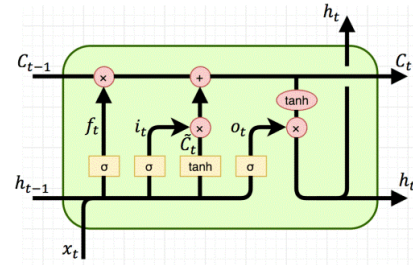 h_t
C_{t-1} × + C_t
tanh
f_t i_t × o_t ×
C̃_t
σ σ tanh σ
h_{t-1} h_t
x_t